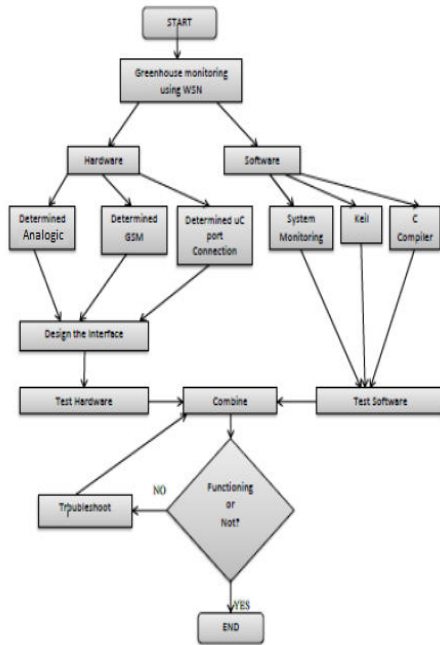 START
Greenhouse monitoring
using WSN
Hardware
Software
Determined
Analogic
Determined
GSM
Determined uC
port
Connection
System
Monitoring
Keil
C
Compiler
Design the Interface
Test Hardware
Combine
Test Software
Functioning
or
Not?
NO
Troubleshoot
YES
END